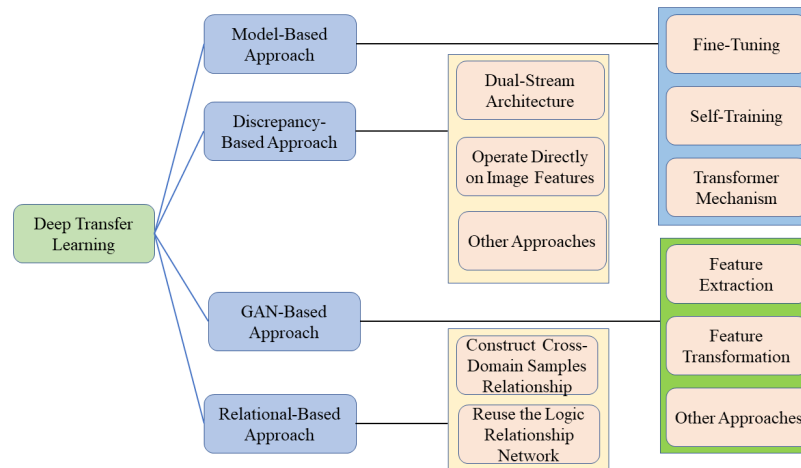 Deep Transfer
Learning
Model-Based
Approach
Discrepancy-
Based Approach
GAN-Based
Approach
Relational-Based
Approach
Dual-Stream
Architecture
Operate Directly
on Image Features
Other Approaches
Construct Cross-
Domain Samples
Relationship
Reuse the Logic
Relationship
Network
Fine-Tuning
Self-Training
Transformer
Mechanism
Feature
Extraction
Feature
Transformation
Other Approaches